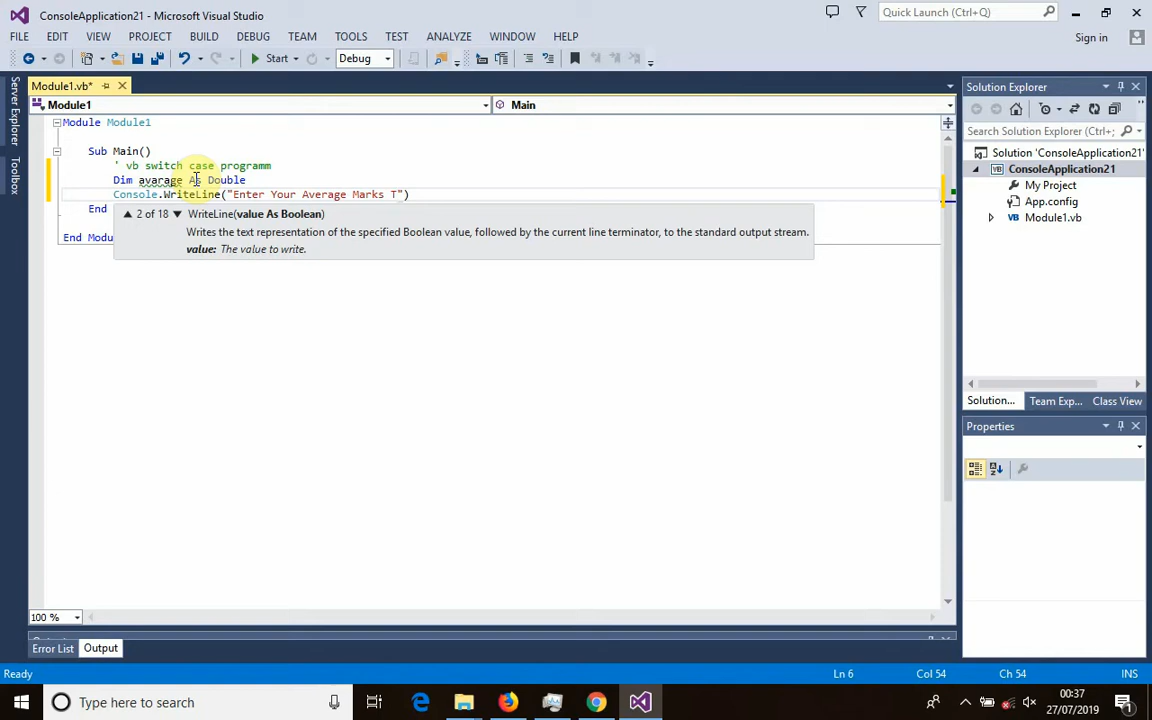 ConsoleApplication21 - Microsoft Visual Studio
Quick Launch (Ctrl+Q)
FILE EDIT VIEW PROJECT BUILD DEBUG TEAM TOOLS TEST ANALYZE WINDOW HELP
Sign in
Start Debug
Server Explorer
Toolbox
Module1.vb*
Module1
Main
Module Module1
Sub Main()
' vb switch case programm
Dim avarage As Double
Console.WriteLine("Enter Your Average Marks T")
End
2 of 18 WriteLine(value As Boolean)
Writes the text representation of the specified Boolean value, followed by the current line terminator, to the standard output stream.
value: The value to write.
End Modu
100 %
Error List Output
Solution Explorer
Search Solution Explorer
Solution 'ConsoleApplication21'
ConsoleApplication21
My Project
App.config
Module1.vb
Solution... Team Exp... Class View
Properties
Ready
Ln 6
Col 54
Ch 54
INS
Type here to search
00:37
27/07/2019
1